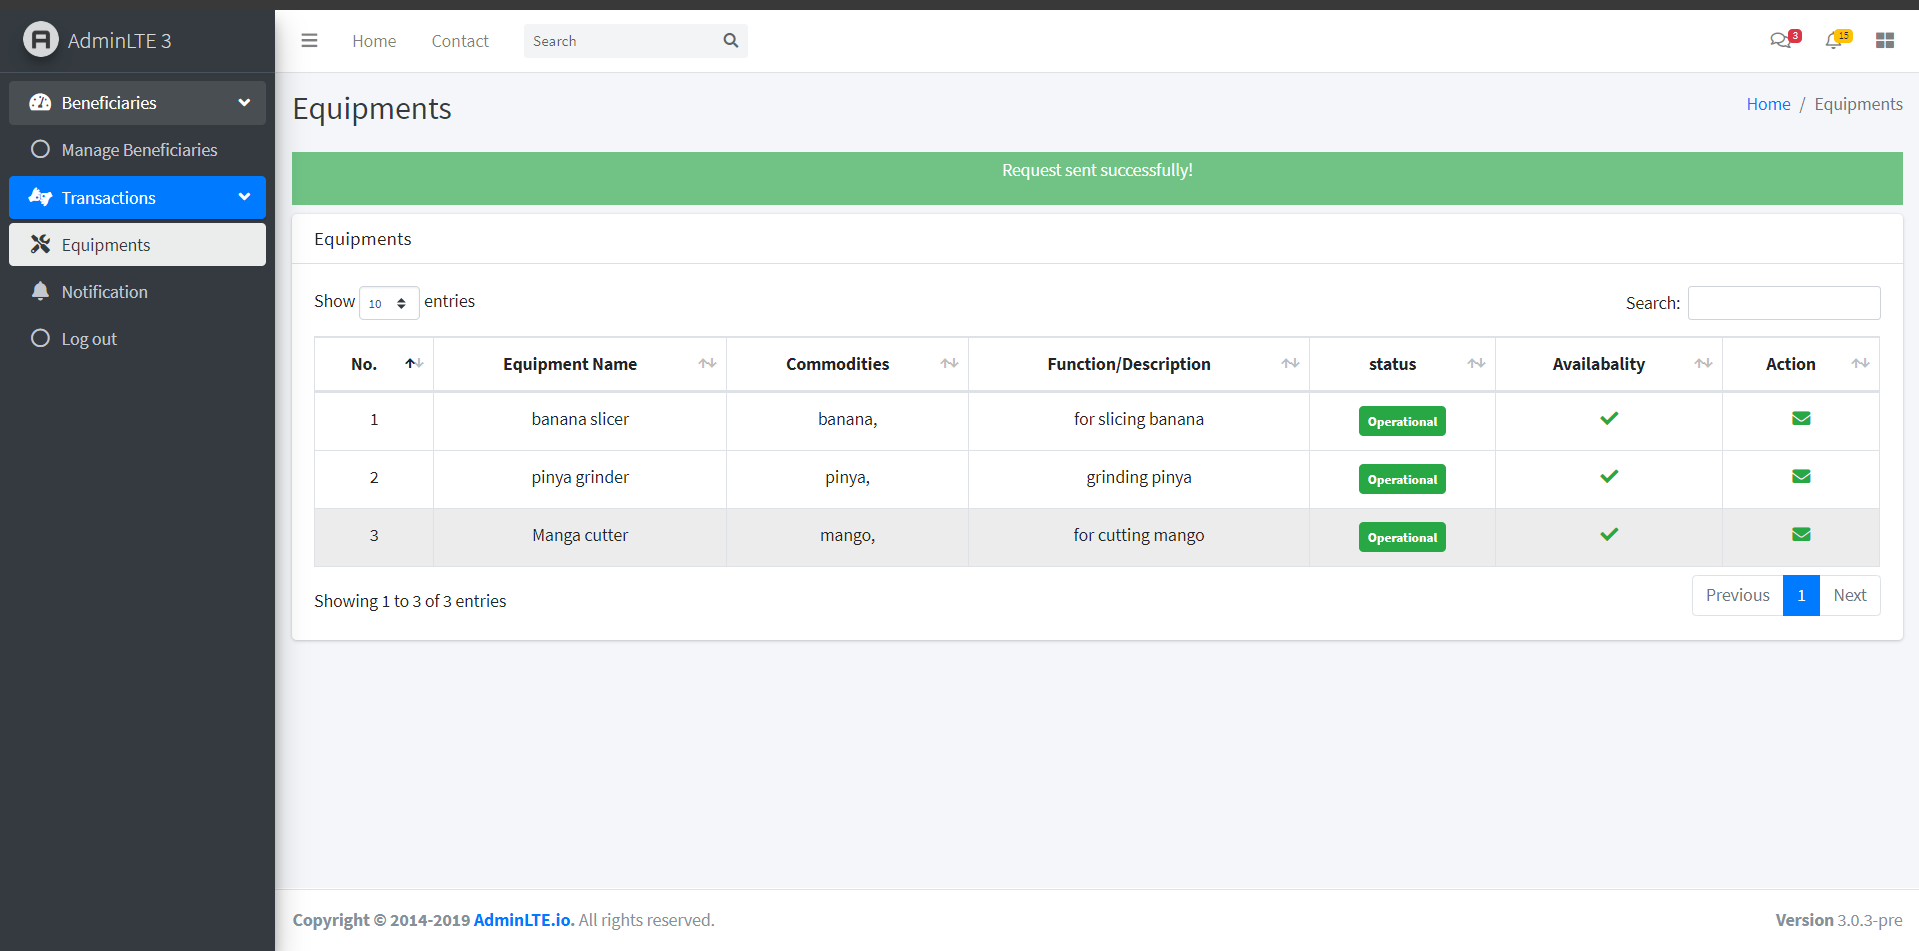 AdminLTE 3
Home Contact Search 3 15
Beneficiaries
Manage Beneficiaries
Transactions
Equipments
Notification
Log out
Equipments
Home / Equipments
Request sent successfully!
Equipments
Show 10 entries Search:
No. Equipment Name Commodities Function/Description status Availabality Action
1 banana slicer banana, for slicing banana Operational
2 pinya grinder pinya, grinding pinya Operational
3 Manga cutter mango, for cutting mango Operational
Showing 1 to 3 of 3 entries Previous 1 Next
Copyright © 2014-2019 AdminLTE.io. All rights reserved. Version 3.0.3-pre